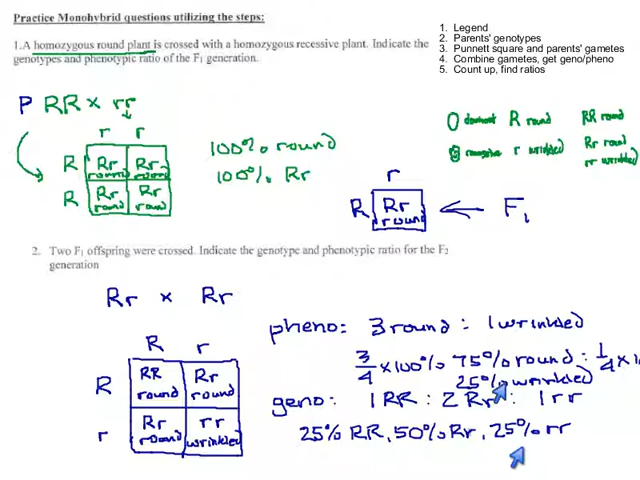 Practice Monohybrid questions utilizing the steps:
1. Legend
2. Parents' genotypes
3. Punnett square and parents' gametes
4. Combine gametes, get geno/pheno
5. Count up, find ratios
1.A homozygous round plant is crossed with a homozygous recessive plant. Indicate the
genotypes and phenotypic ratio of the F1 generation.
P RR × rr
r r
R Rr round Rr round
R Rr round Rr round
100% round
100% Rr
dominant R round RR round
recessive r wrinkled Rr round
rr wrinkled
r
R Rr round ← F1
2. Two F1 offspring were crossed. Indicate the genotype and phenotypic ratio for the F2
generation
Rr × Rr
R r
R RR round Rr round
r Rr round rr wrinkled
pheno: 3 round : 1 wrinkled
3/4 × 100% 75% round : 1/4 × 1
25% wrinkled
geno: 1 RR : 2 Rr : 1 rr
25% RR, 50% Rr, 25% rr